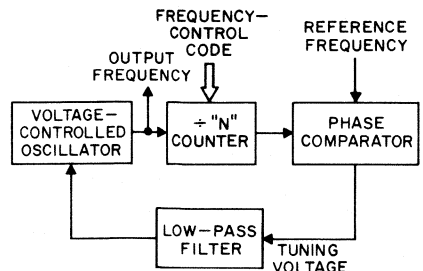 FREQUENCY—
CONTROL
CODE
REFERENCE
FREQUENCY
OUTPUT
FREQUENCY
VOLTAGE—
CONTROLLED
OSCILLATOR
÷ "N"
COUNTER
PHASE
COMPARATOR
LOW—PASS
FILTER
TUNING
VOLTAGE